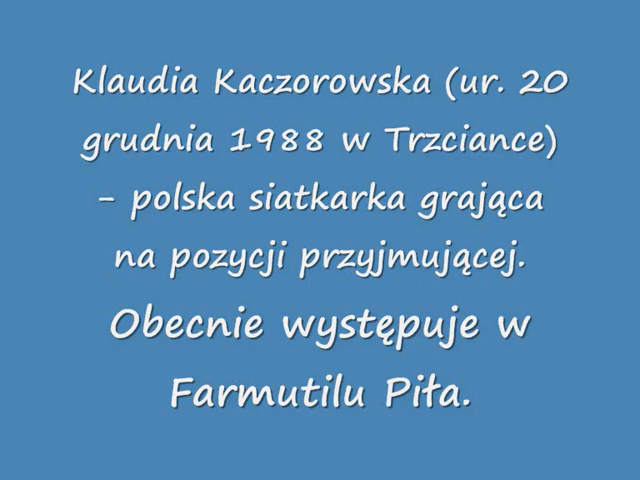 Klaudia Kaczorowska (ur. 20
grudnia 1988 w Trzciance)
- polska siatkarka grająca
na pozycji przyjmującej.
Obecnie występuje w
Farmutilu Piła.